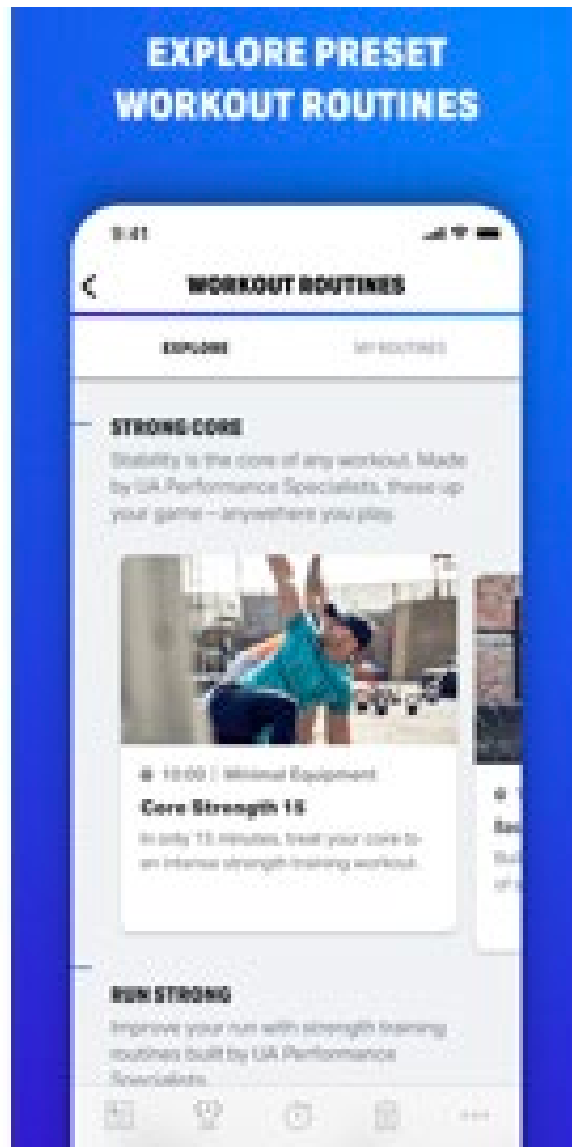 EXPLORE PRESET
WORKOUT ROUTINES
9:41
WORKOUT ROUTINES
EXPLORE
MY ROUTINES
STRONG CORE
Stability is the core of any workout. Made
by UA Performance Specialists, these up
your game – anywhere you play.
Minimal Equipment
Core Strength 15
In only 15 minutes, treat your core to
an intense strength training workout.
RUN STRONG
Improve your run with strength training
routines built by UA Performance
Specialists.